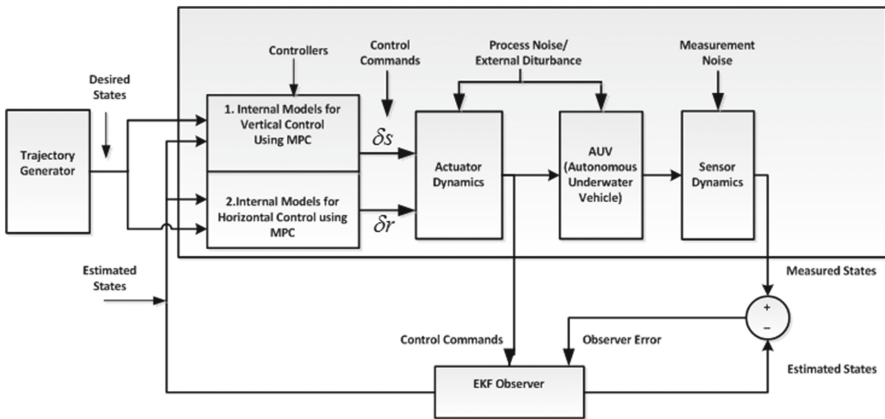 Controllers
Control
Commands
Process Noise/
External Disturbance
Measurement
Noise
Desired
States
Trajectory
Generator
1. Internal Models for
Vertical Control
Using MPC
2.Internal Models for
Horizontal Control using
MPC
δs
δr
Actuator
Dynamics
AUV
(Autonomous
Underwater
Vehicle)
Sensor
Dynamics
Estimated
States
Measured States
+
−
Control Commands
Observer Error
Estimated States
EKF Observer